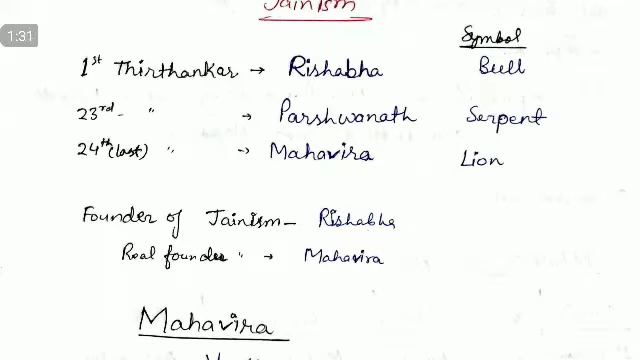 Jainism
1:31
Symbol
1st Thirthankar → Rishabha Bull
23rd - " → Parshwanath Serpent
24th (last) " → Mahavira Lion
Founder of Jainism - Rishabha
Real founder " → Mahavira
Mahavira